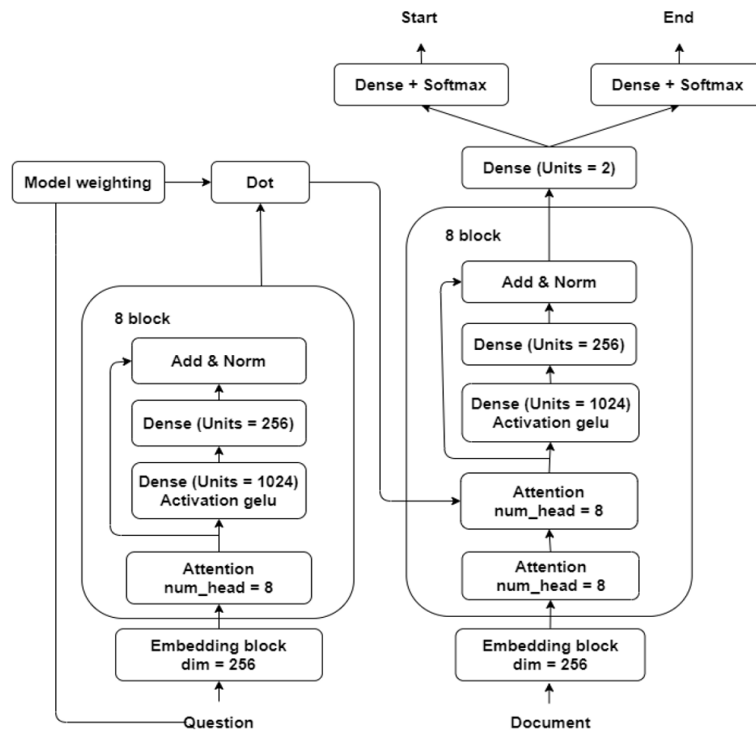 Start
End
Dense + Softmax
Dense + Softmax
Model weighting
Dot
Dense (Units = 2)
8 block
Add & Norm
Dense (Units = 256)
Dense (Units = 1024)
Activation gelu
Attention
num_head = 8
Embedding block
dim = 256
Question
8 block
Add & Norm
Dense (Units = 256)
Dense (Units = 1024)
Activation gelu
Attention
num_head = 8
Attention
num_head = 8
Embedding block
dim = 256
Document